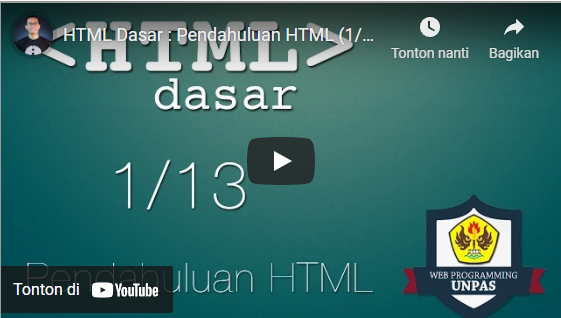 HTML Dasar : Pendahuluan HTML (1/...
Tonton nanti
Bagikan
<HTML>
dasar
1/13
Pendahuluan HTML
WEB PROGRAMMING
UNPAS
Tonton di YouTube